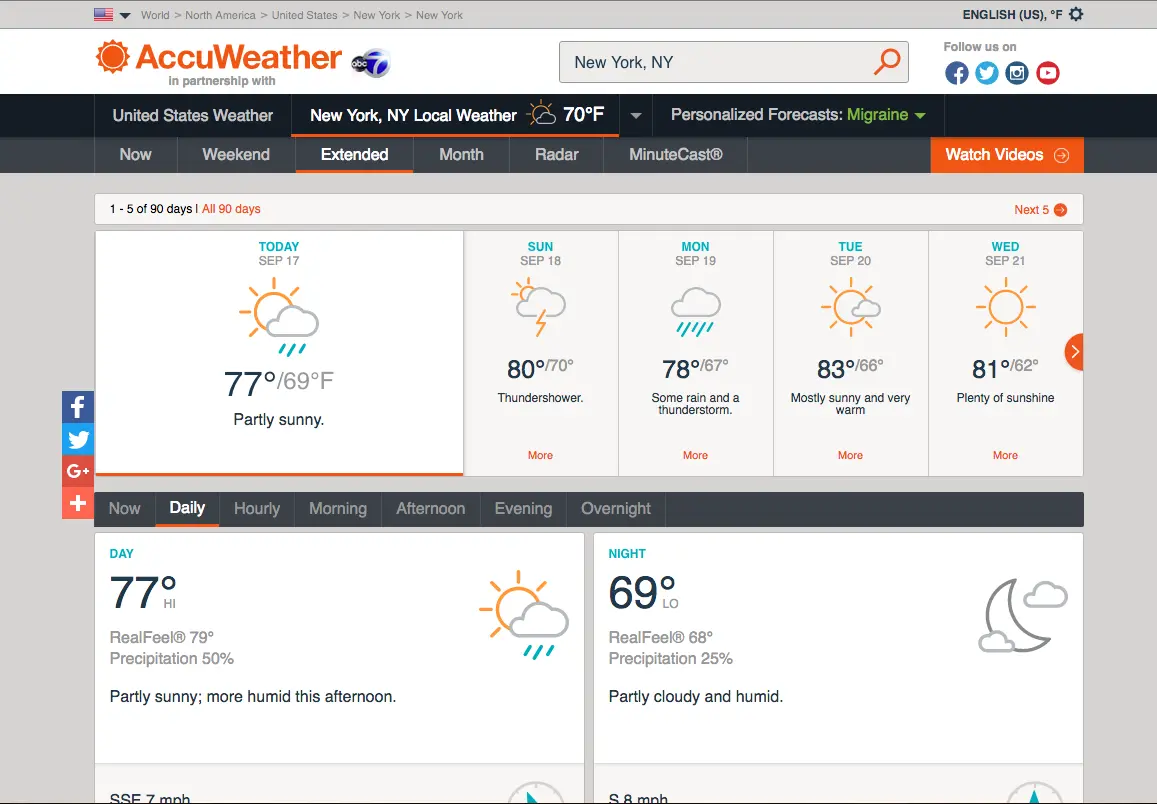 World > North America > United States > New York > New York
ENGLISH (US), °F
AccuWeather
in partnership with
abc 7
New York, NY
Follow us on
United States Weather
New York, NY Local Weather 70°F
Personalized Forecasts: Migraine
Now Weekend Extended Month Radar MinuteCast®
Watch Videos
1 - 5 of 90 days | All 90 days
Next 5
TODAY
SEP 17
77°/69°F
Partly sunny.
SUN
SEP 18
80°/70°
Thundershower.
More
MON
SEP 19
78°/67°
Some rain and a
thunderstorm.
More
TUE
SEP 20
83°/66°
Mostly sunny and very
warm
More
WED
SEP 21
81°/62°
Plenty of sunshine
More
G+
Now Daily Hourly Morning Afternoon Evening Overnight
DAY
77° HI
RealFeel® 79°
Precipitation 50%
Partly sunny; more humid this afternoon.
SSE 7 mph
NIGHT
69° LO
RealFeel® 68°
Precipitation 25%
Partly cloudy and humid.
S 8 mph